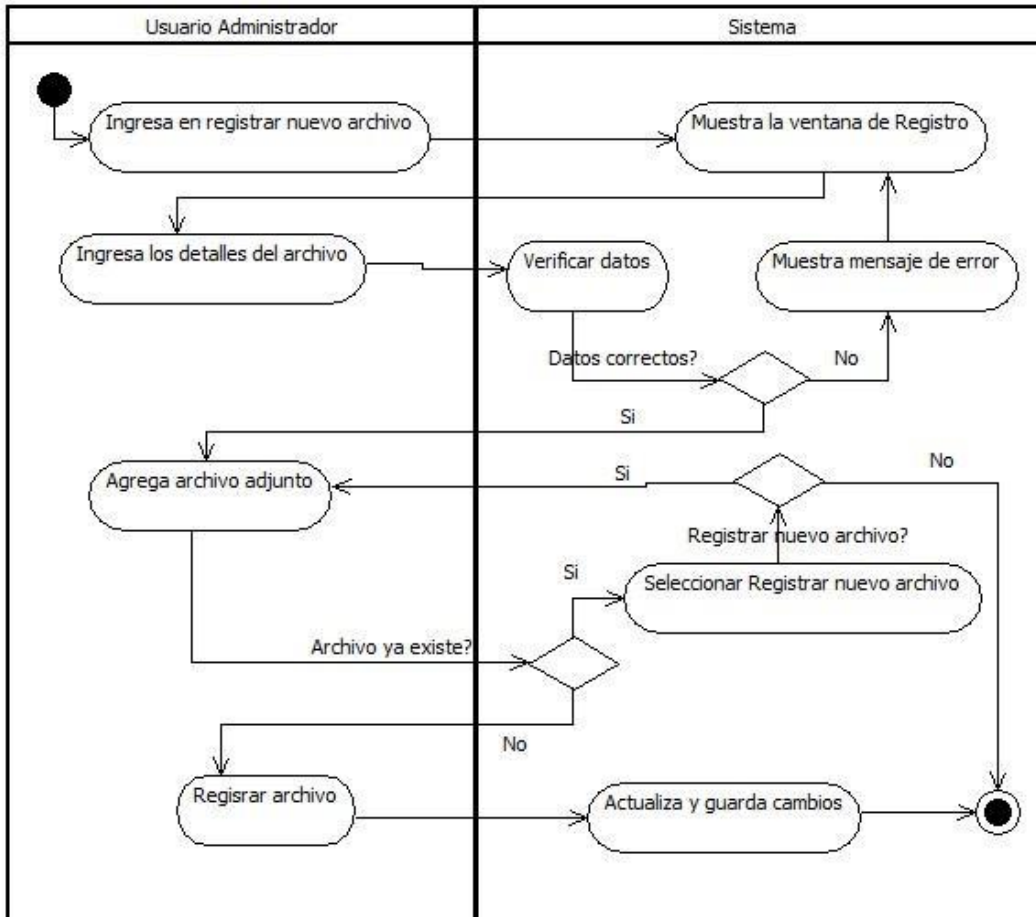 Usuario Administrador
Sistema
Ingresa en registrar nuevo archivo
Muestra la ventana de Registro
Ingresa los detalles del archivo
Verificar datos
Muestra mensaje de error
Datos correctos?
No
Si
Agrega archivo adjunto
Si
No
Registrar nuevo archivo?
Si
Seleccionar Registrar nuevo archivo
Archivo ya existe?
No
Regisrar archivo
Actualiza y guarda cambios